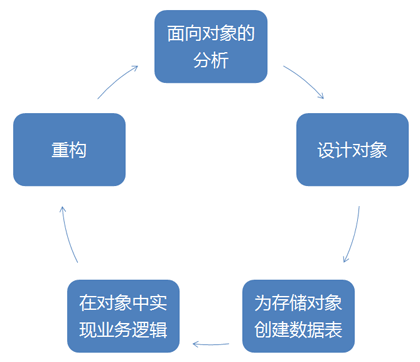 面向对象的
分析
设计对象
为存储对象
创建数据表
在对象中实
现业务逻辑
重构